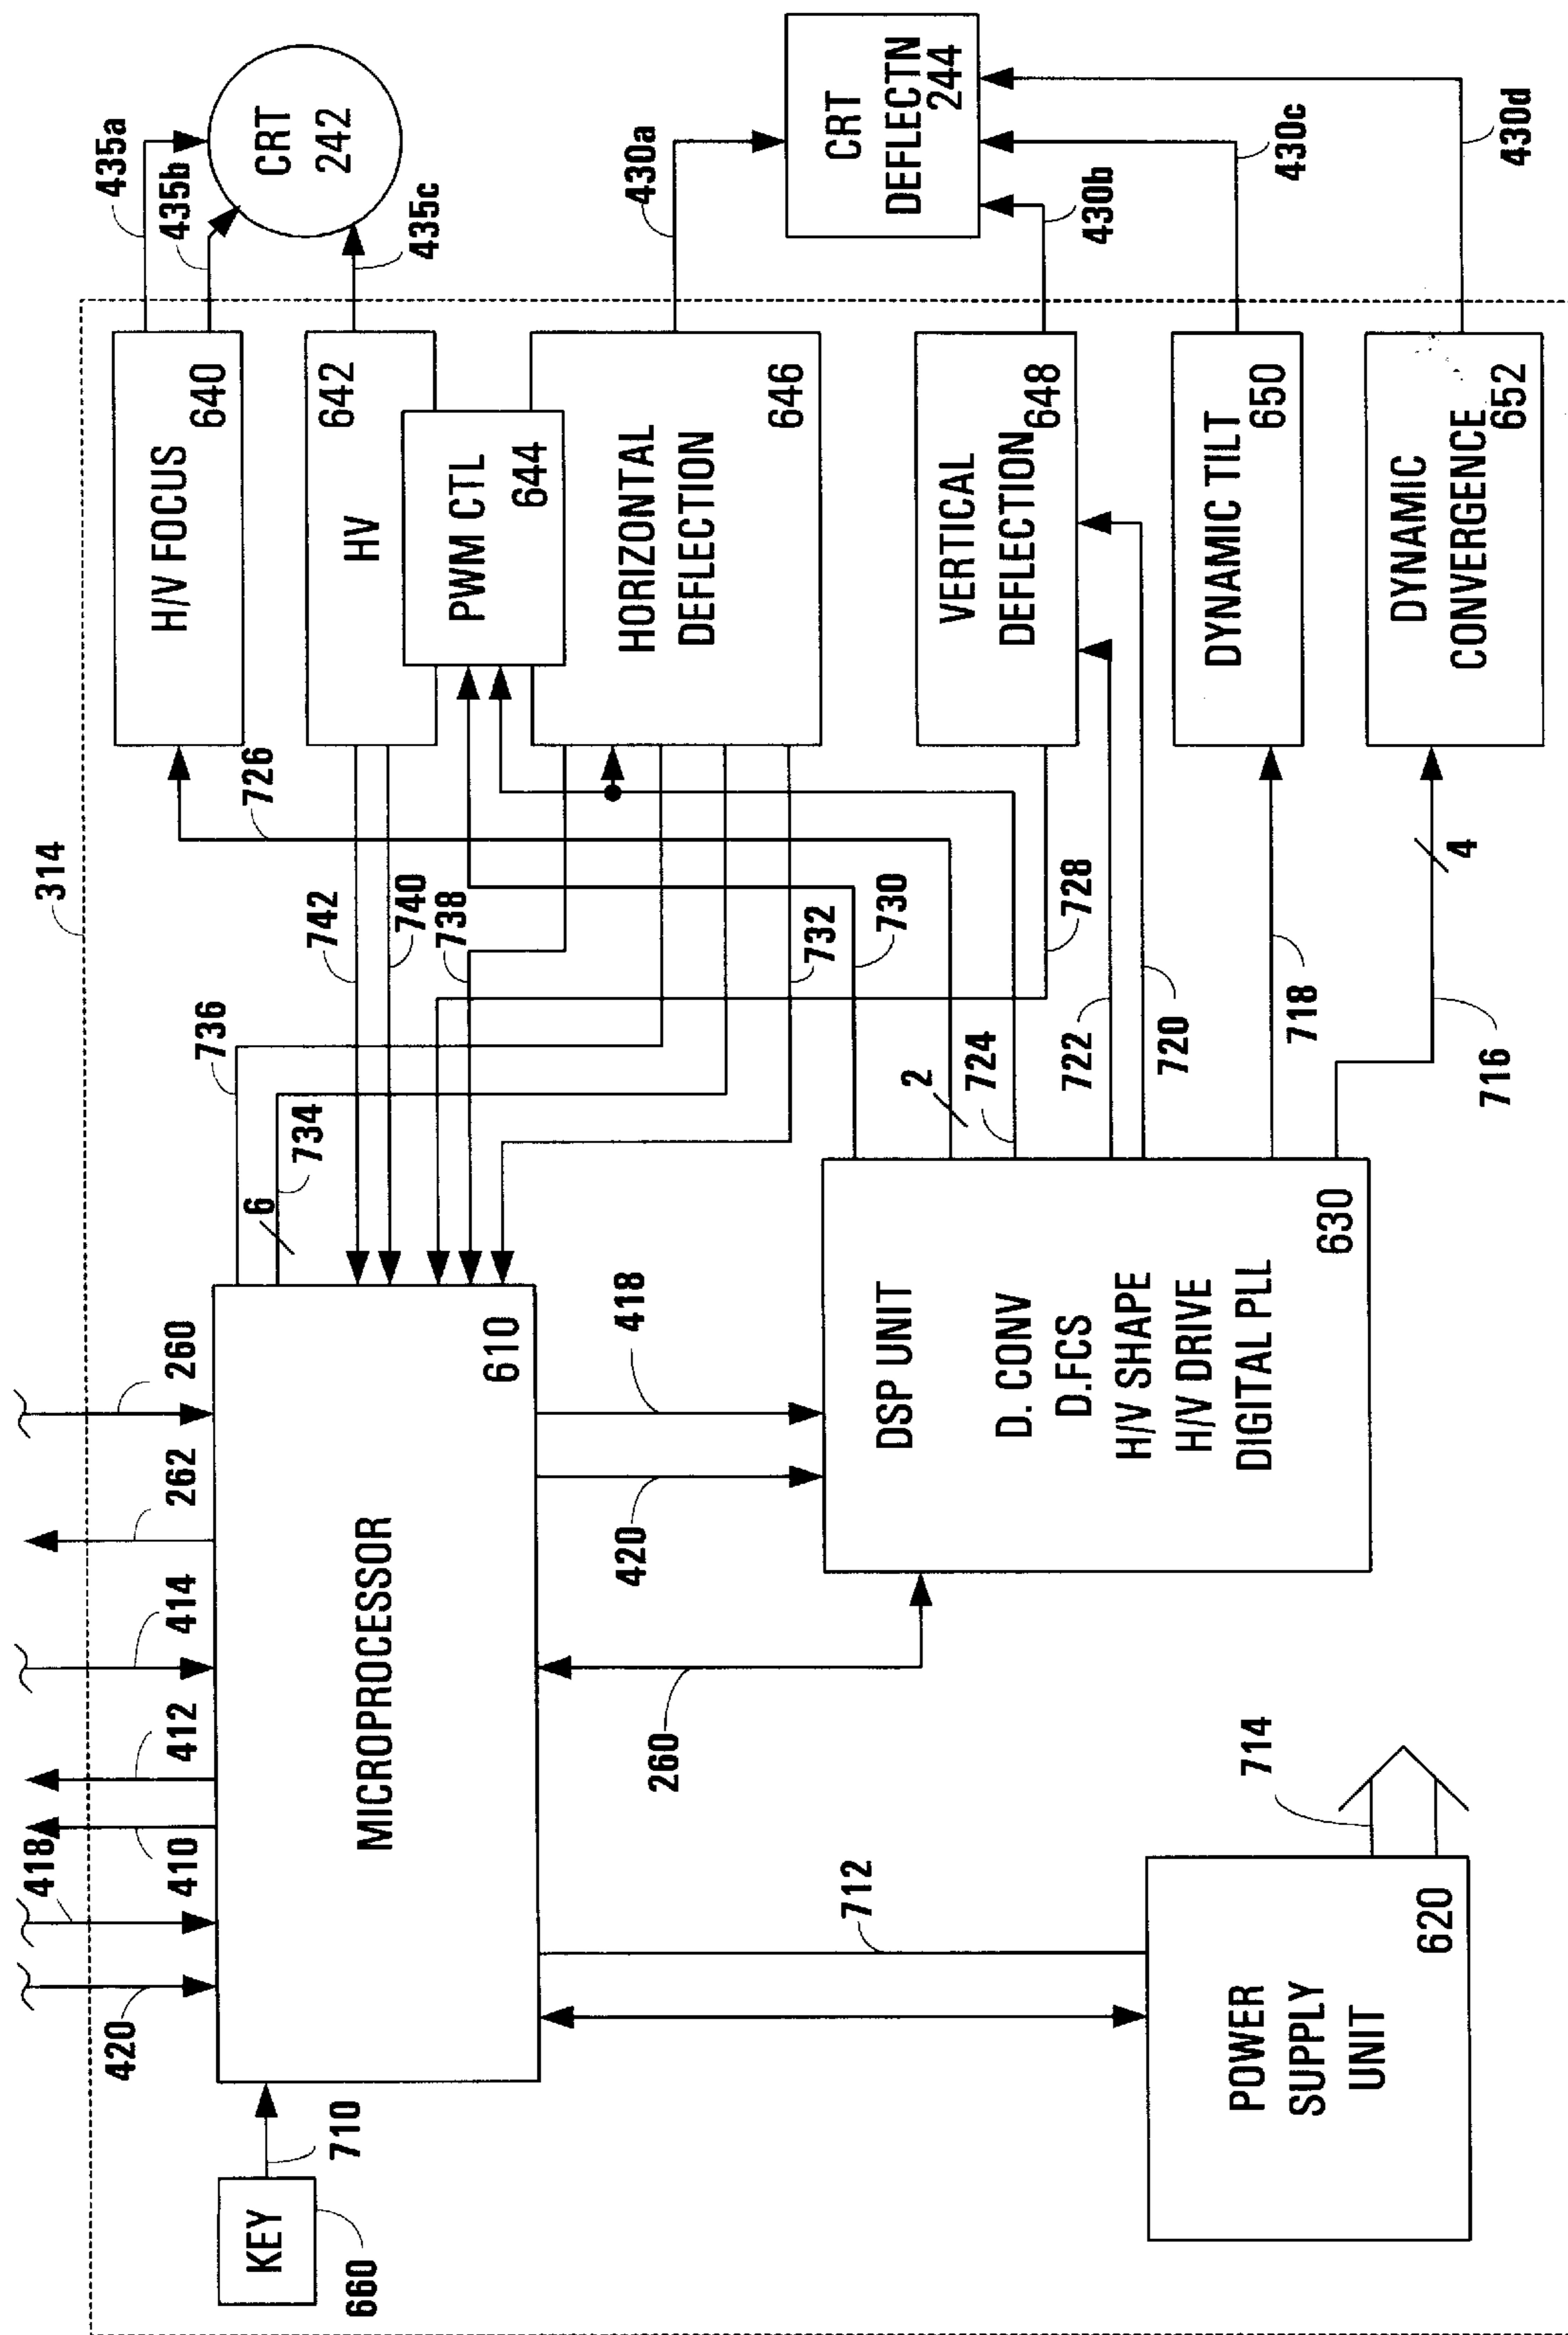 314
420
418
410
412
414
262
260
KEY
660
710
MICROPROCESSOR
610
736
734
6
742
740
738
732
730
728
726
2
724
722
720
718
716
4
H/V FOCUS
640
HV
642
PWM CTL
644
HORIZONTAL
DEFLECTION
646
VERTICAL
DEFLECTION
648
DYNAMIC TILT
650
DYNAMIC
CONVERGENCE
652
435a
435b
435c
CRT
242
430a
430b
430c
430d
CRT
DEFLECTN
244
712
260
420
418
DSP UNIT
D. CONV
D.FCS
H/V SHAPE
H/V DRIVE
DIGITAL PLL
630
POWER
SUPPLY
UNIT
620
714